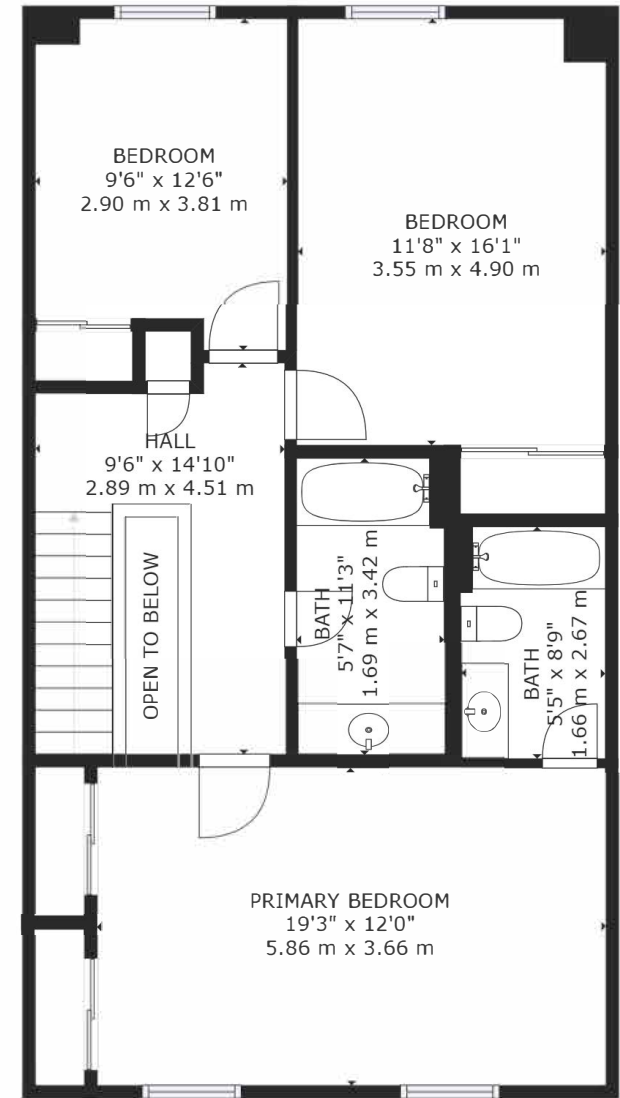 BEDROOM
9'6" x 12'6"
2.90 m x 3.81 m
BEDROOM
11'8" x 16'1"
3.55 m x 4.90 m
HALL
9'6" x 14'10"
2.89 m x 4.51 m
OPEN TO BELOW
BATH
5'7" x 11'3"
1.69 m x 3.42 m
BATH
5'5" x 8'9"
1.66 m x 2.67 m
PRIMARY BEDROOM
19'3" x 12'0"
5.86 m x 3.66 m